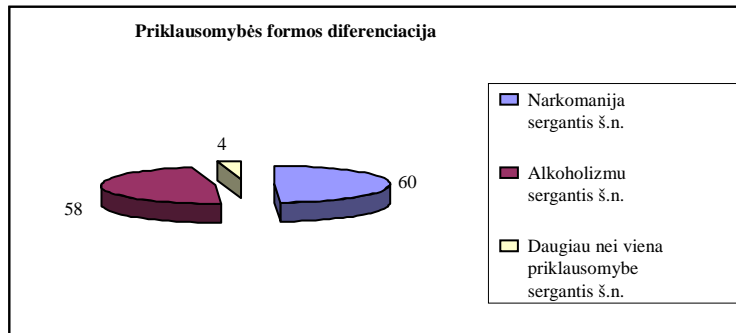 Priklausomybės formos diferenciacija
4
60
58
Narkomanija
sergantis š.n.
Alkoholizmu
sergantis š.n.
Daugiau nei viena
priklausomybe
sergantis š.n.